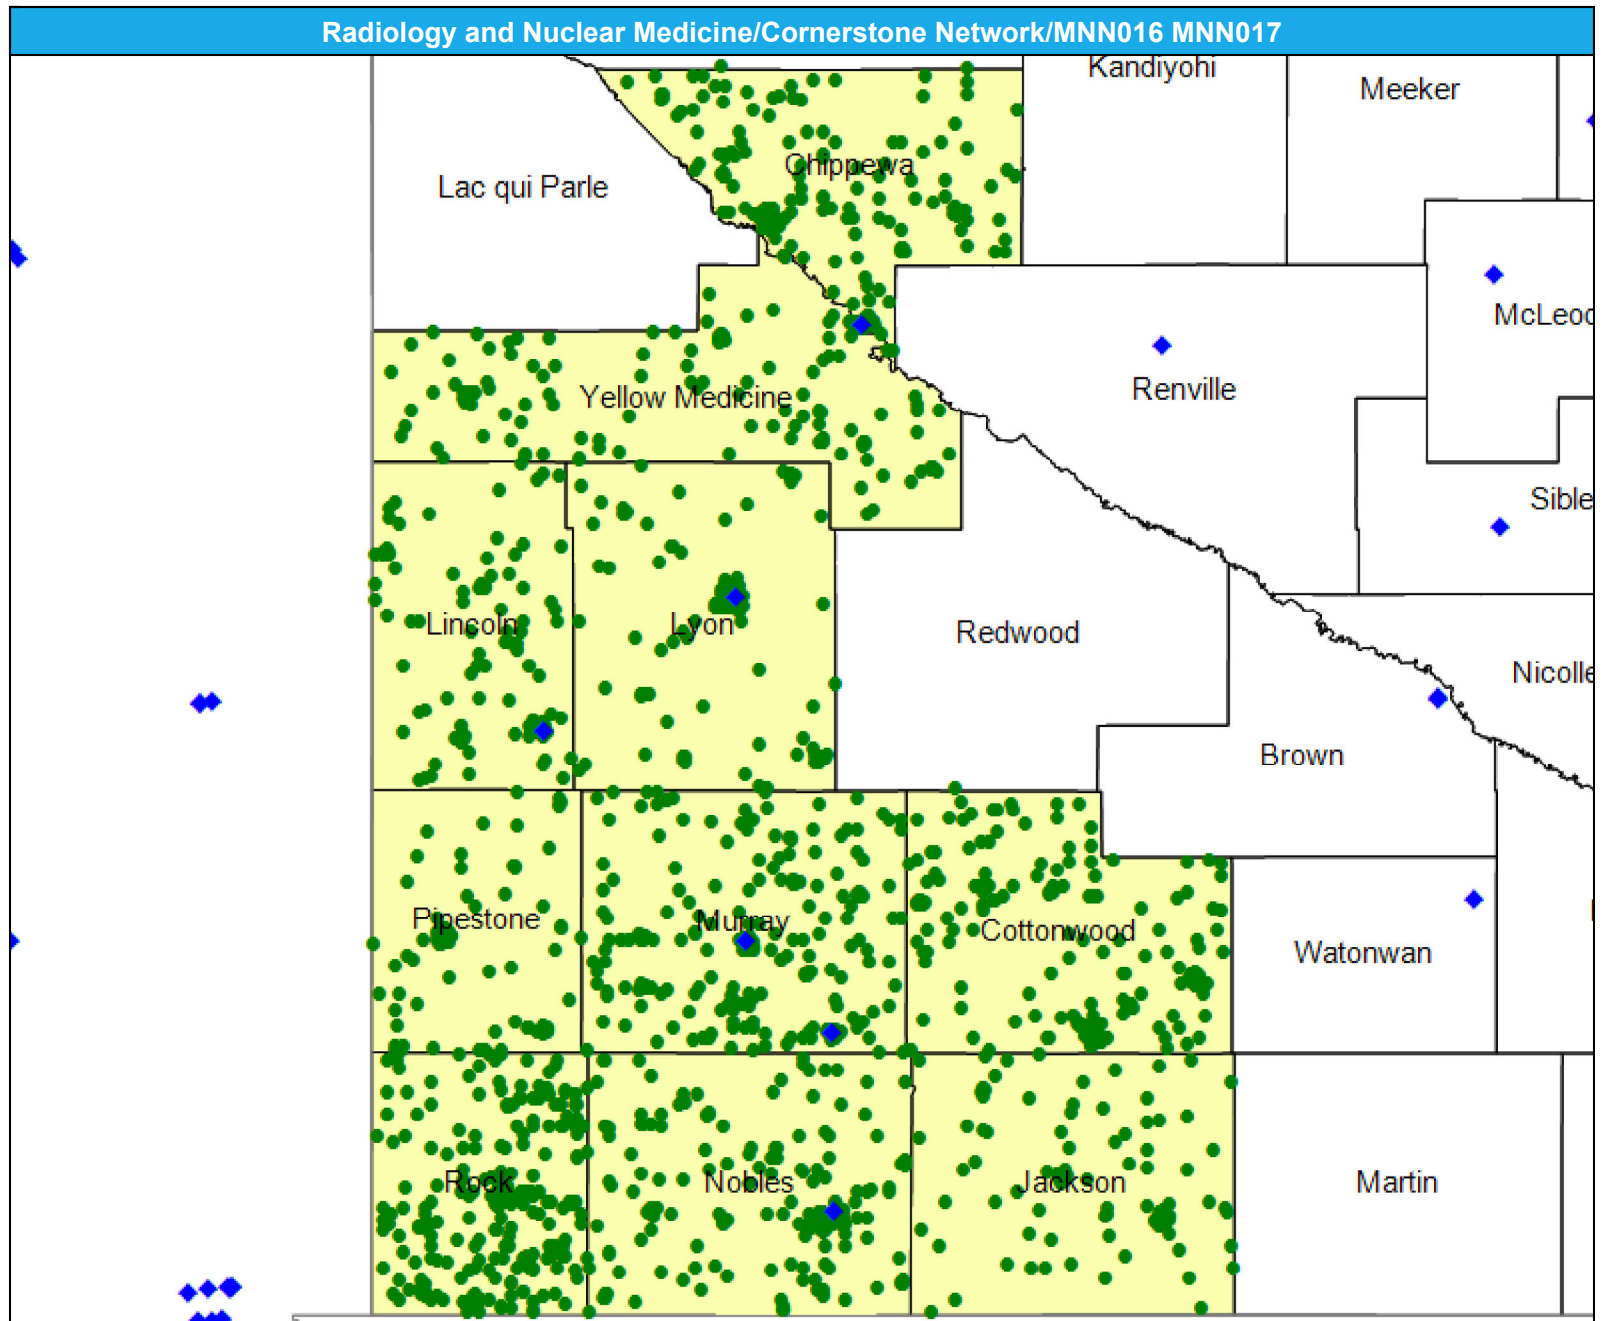 Radiology and Nuclear Medicine/Cornerstone Network/MNN016 MNN017
Kandiyohi
Meeker
Chippewa
Lac qui Parle
McLeod
Renville
Yellow Medicine
Sible
Lincoln
Lyon
Redwood
Nicolle
Brown
Pipestone
Murray
Cottonwood
Watonwan
Rock
Nobles
Jackson
Martin